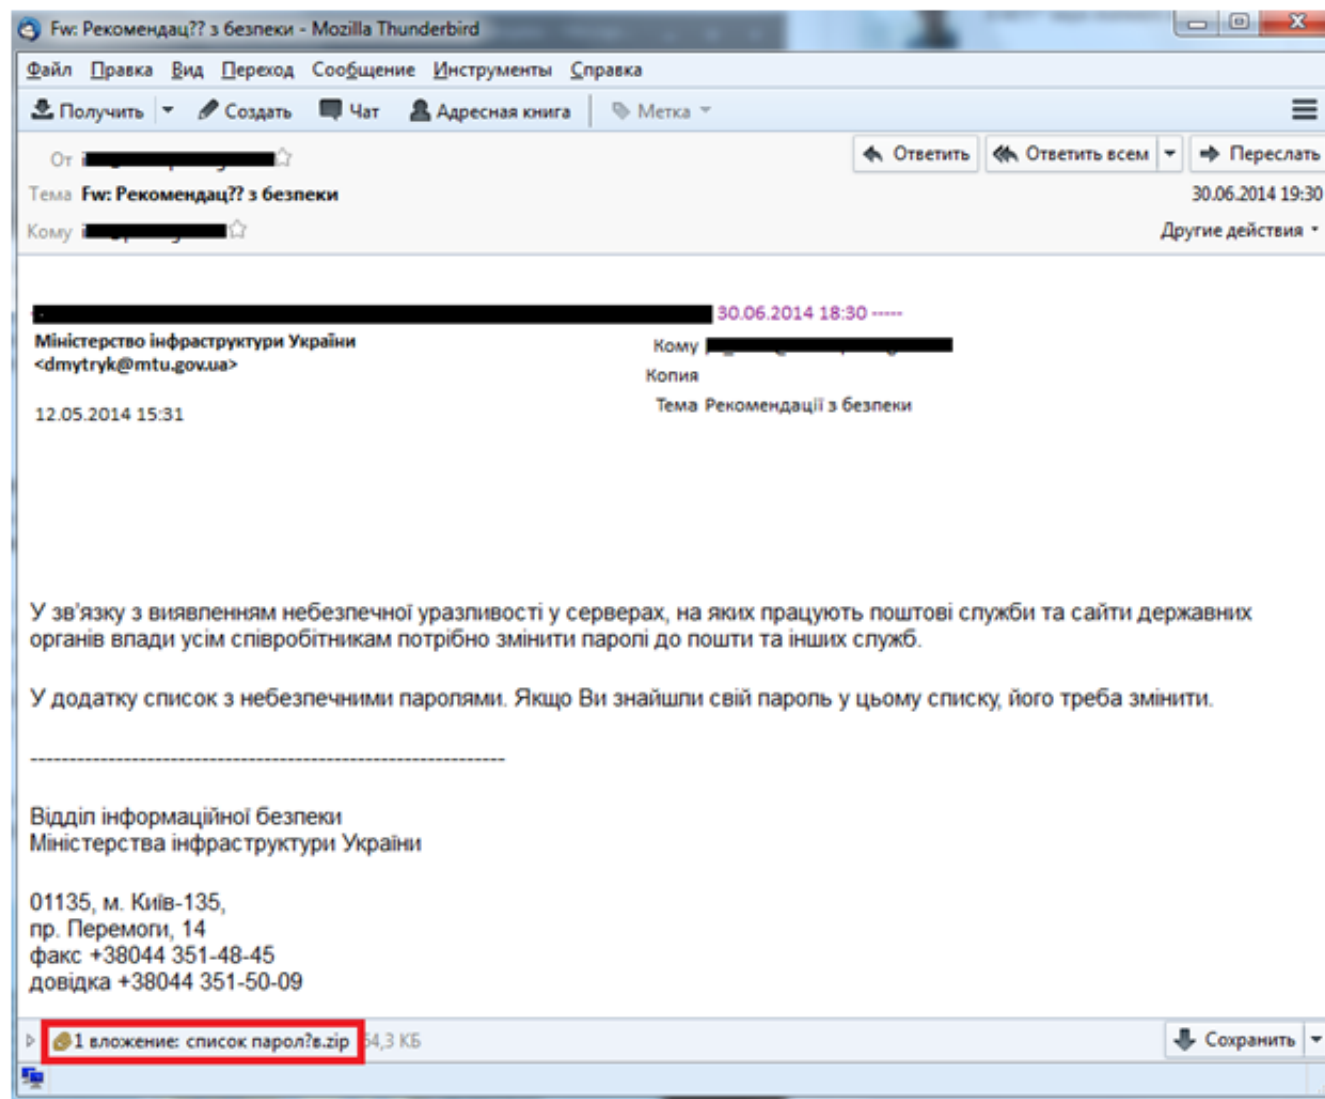 Fw: Рекомендац?? з безпеки - Mozilla Thunderbird
Файл Правка Вид Переход Сообщение Инструменты Справка
Получить Создать Чат Адресная книга Метка
От Ответить Ответить всем Переслать
Тема Fw: Рекомендац?? з безпеки 30.06.2014 19:30
Кому Другие действия
30.06.2014 18:30 -----
Міністерство інфраструктури України
<dmytryk@mtu.gov.ua>
12.05.2014 15:31
Кому
Копия
Тема Рекомендації з безпеки
У зв'язку з виявленням небезпечної уразливості у серверах, на яких працують поштові служби та сайти державних
органів влади усім співробітникам потрібно змінити паролі до пошти та інших служб.
У додатку список з небезпечними паролями. Якщо Ви знайшли свій пароль у цьому списку, його треба змінити.
-------------------------------------------------------------
Відділ інформаційної безпеки
Міністерства інфраструктури України
01135, м. Київ-135,
пр. Перемоги, 14
факс +38044 351-48-45
довідка +38044 351-50-09
1 вложение: список парол?в.zip 4,3 КБ Сохранить